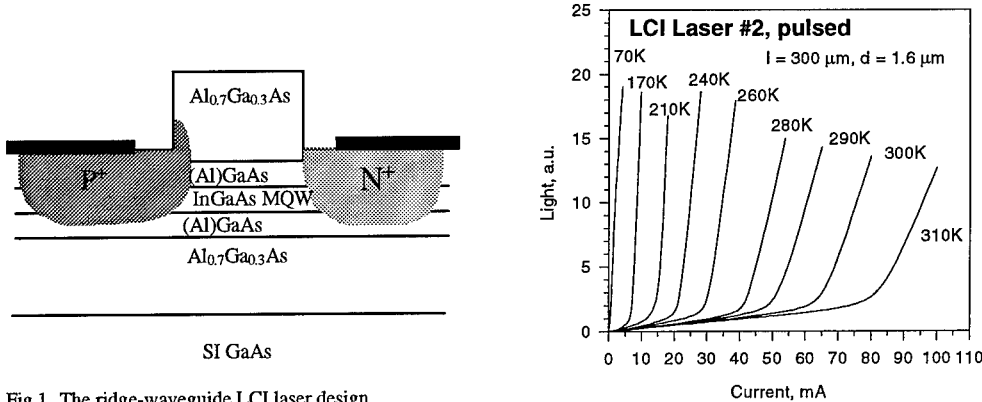 Al0.7Ga0.3As
P+
N+
(Al)GaAs
InGaAs MQW
(Al)GaAs
Al0.7Ga0.3As
SI GaAs
Fig 1. The ridge-waveguide LCI laser design
LCI Laser #2, pulsed
l = 300 μm, d = 1.6 μm
70K
170K
210K
240K
260K
280K
290K
300K
310K
Light, a.u.
25
20
15
10
5
0
0 10 20 30 40 50 60 70 80 90 100 110
Current, mA